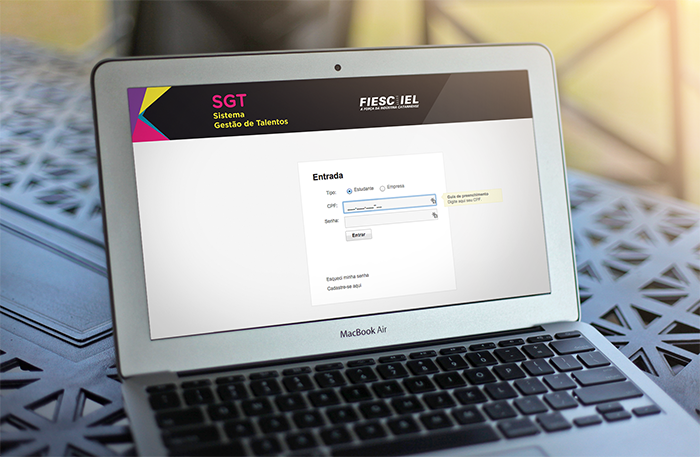 SGT
Sistema
Gestão de Talentos
FIESC IEL
A FORÇA DA INDÚSTRIA CATARINENSE
Entrada
Tipo: Estudante Empresa
CPF: ___.___.___-__
Guia de preenchimento
Digite aqui seu CPF
Senha:
Entrar
Esqueci minha senha
Cadastre-se aqui
MacBook Air